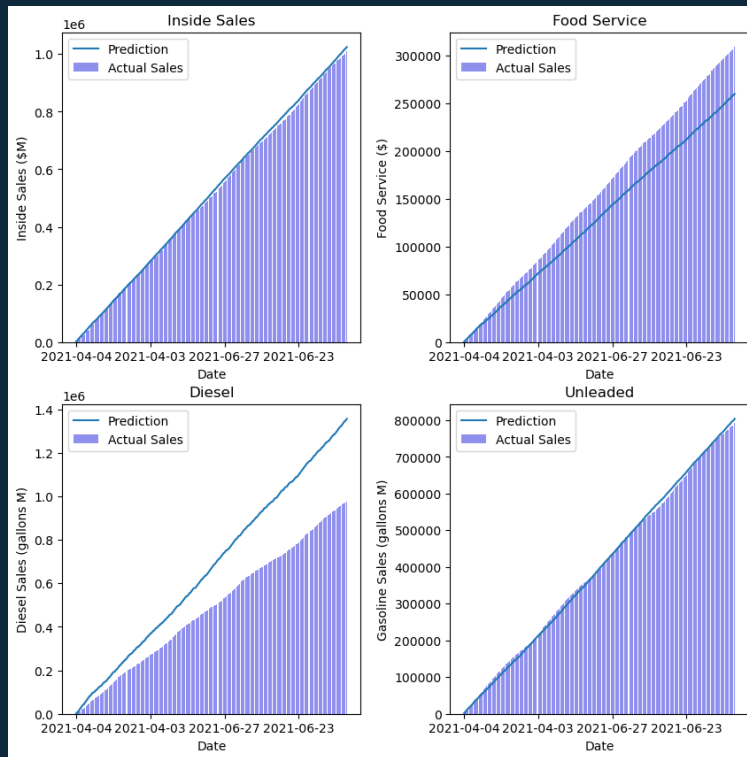 Inside Sales
1e6
Prediction
Actual Sales
1.0
0.8
0.6
0.4
0.2
0.0
Inside Sales ($M)
2021-04-04 2021-04-03 2021-06-27 2021-06-23
Date
Food Service
Prediction
Actual Sales
300000
250000
200000
150000
100000
50000
0
Food Service ($)
2021-04-04 2021-04-03 2021-06-27 2021-06-23
Date
Diesel
1e6
1.4
Prediction
Actual Sales
1.2
1.0
0.8
0.6
0.4
0.2
0.0
Diesel Sales (gallons M)
2021-04-04 2021-04-03 2021-06-27 2021-06-23
Date
Unleaded
Prediction
Actual Sales
800000
700000
600000
500000
400000
300000
200000
100000
0
Gasoline Sales (gallons M)
2021-04-04 2021-04-03 2021-06-27 2021-06-23
Date